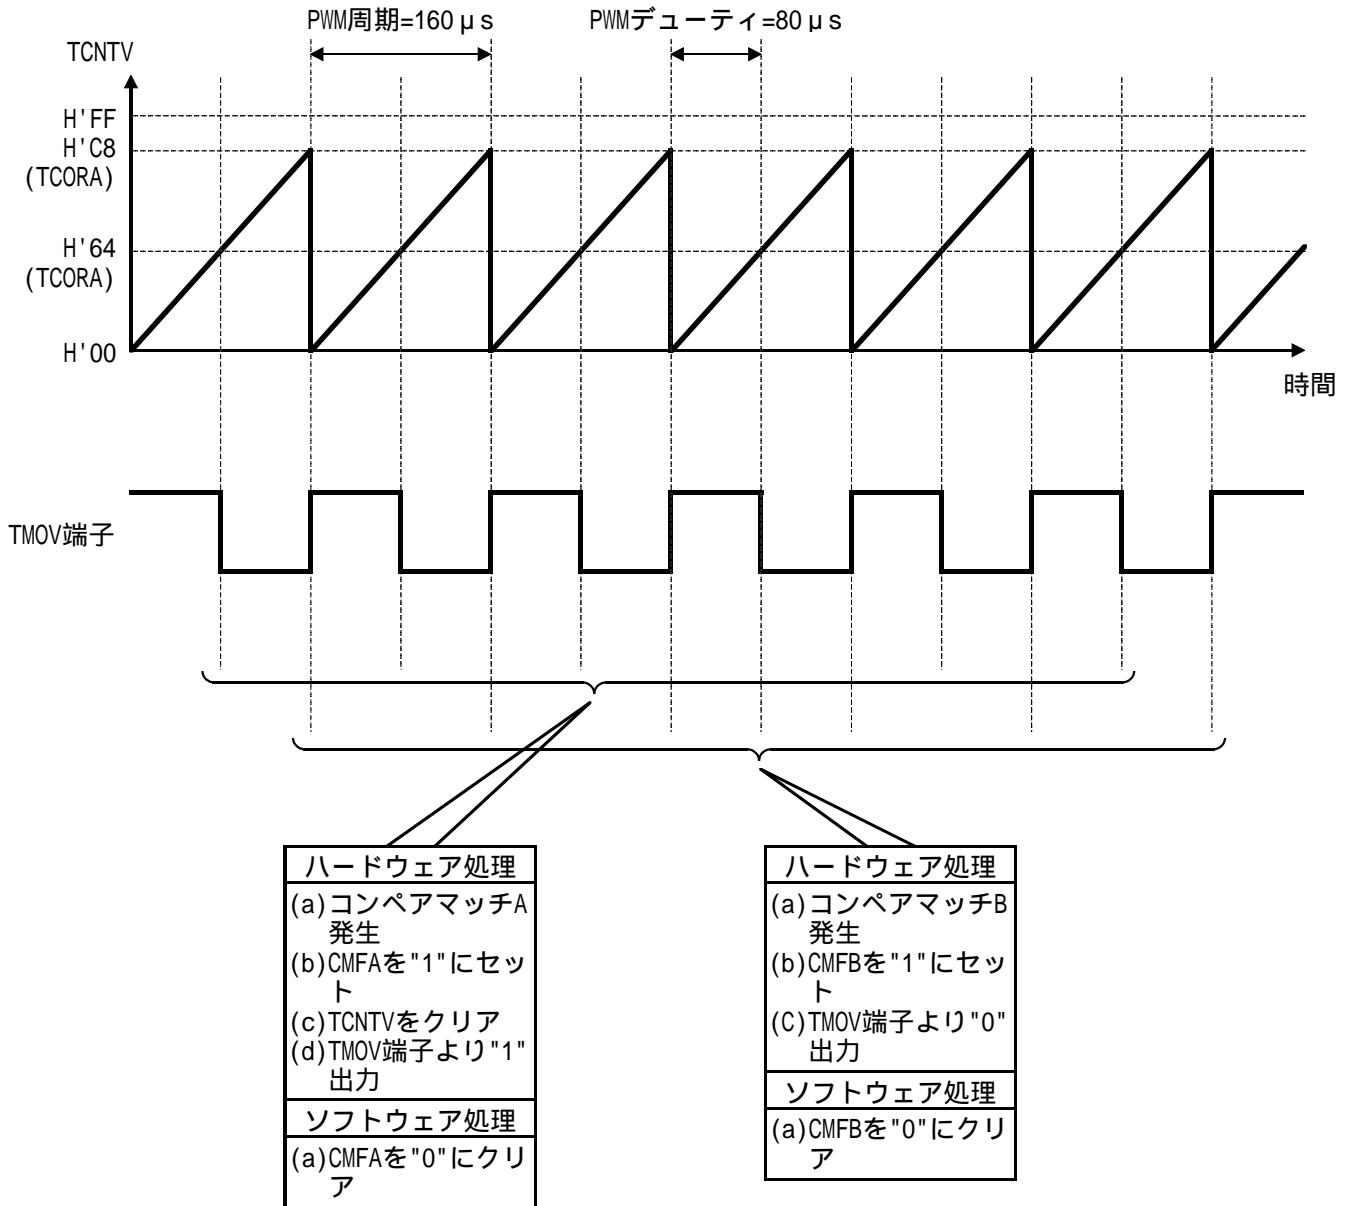 PWM周期=160μs
PWMデューティ=80μs
TCNTV
H'FF
H'C8
(TCORA)
H'64
(TCORA)
H'00
時間
TMOV端子
ハードウェア処理
(a)コンペアマッチA
発生
(b)CMFAを"1"にセッ
ト
(c)TCNTVをクリア
(d)TMOV端子より"1"
出力
ソフトウェア処理
(a)CMFAを"0"にクリ
ア
ハードウェア処理
(a)コンペアマッチB
発生
(b)CMFBを"1"にセッ
ト
(C)TMOV端子より"0"
出力
ソフトウェア処理
(a)CMFBを"0"にクリ
ア